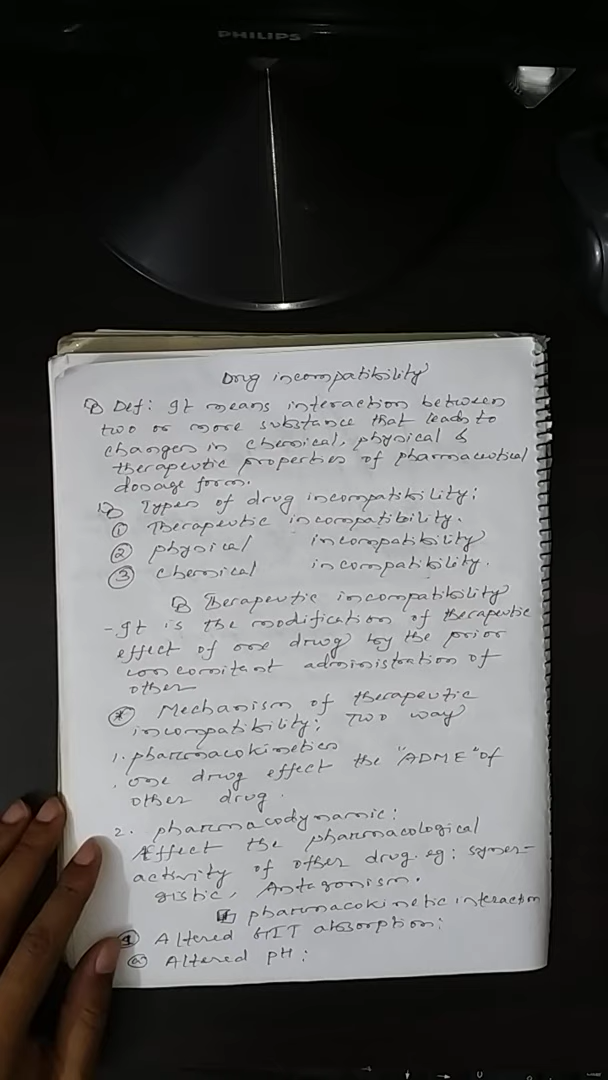 PHILIPS
Drug incompatibility
Def: It means interaction between
two or more substance that leads to
changes in chemical, physical &
therapeutic properties of pharmaceutical
dosage form.
Types of drug incompatibility:
① Therapeutic incompatibility.
② physical incompatibility
③ chemical incompatibility.
Therapeutic incompatibility
- It is the modification of therapeutic
effect of one drug by the prior
concomitant administration of
other
* Mechanism of therapeutic
incompatibility: Two way
1. pharmacokinetics
. one drug effect the "ADME" of
other drug.
2. pharmacodynamic:
Affect the pharmacological
activity of other drug. eg: syner-
gistic, Antagonism.
pharmacokinetic interaction
① Altered GIT absorption:
ⓐ Altered pH: